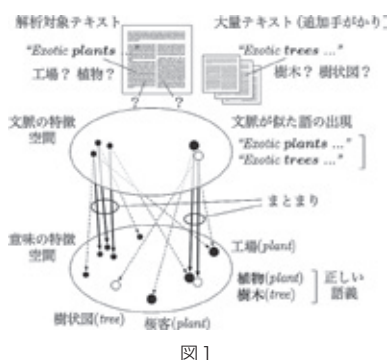 解析対象テキスト
大量テキスト(追加手がかり)
"Exotic plants ...
工場? 植物?
"Exotic trees ..."
樹木? 樹状図?
? ?
文脈の特徴
空間
文脈が似た語の出現
"Exotic plants ..."
"Exotic trees ..."
まとまり
意味の特徴
空間
工場(plant)
植物(plant)
樹木(tree)
正しい
語義
樹状図(tree)
桜客(plant)
図1